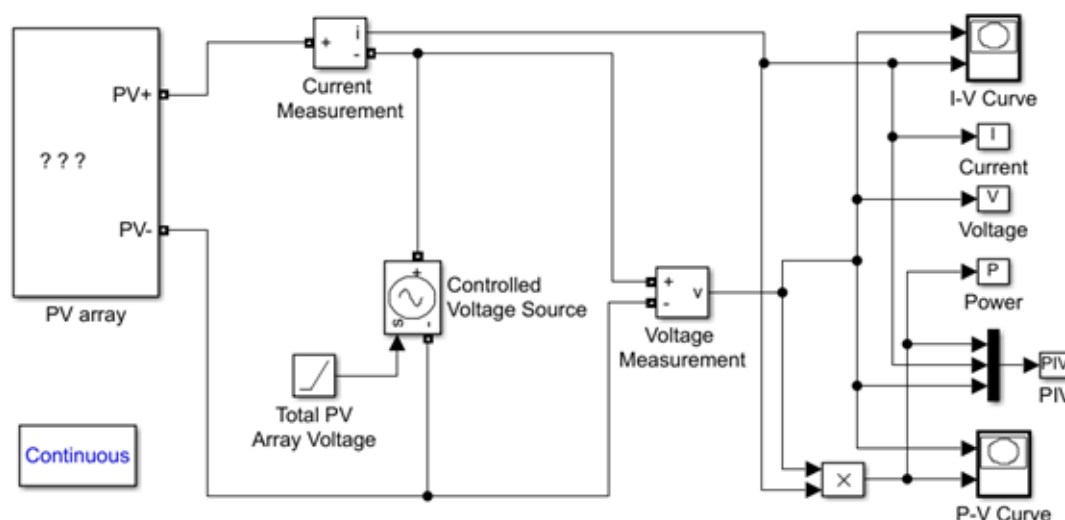 PV+
? ? ?
PV-
PV array
+
i
-
Current
Measurement
+
s
-
Controlled
Voltage Source
Total PV
Array Voltage
Continuous
+
-
v
Voltage
Measurement
×
I-V Curve
I
Current
V
Voltage
P
Power
PIV
PIV
P-V Curve